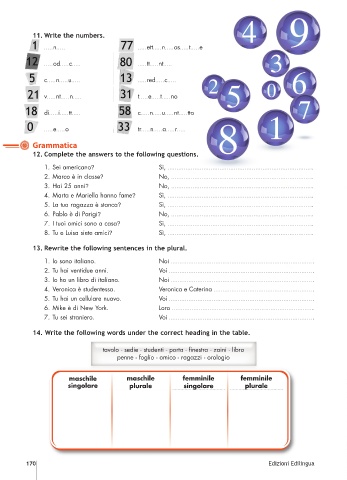 11. Write the numbers.
1 .....n.....
77 .....ett.....n.....as.....t.....e
12 .....od.....c.....
80 .....tt.....nt.....
5 c.....n.....u.....
13 .....red.....c.....
21 v.....nt.....n.....
31 t.....e.....t.....no
18 di.....i.....tt.....
58 c.....n.....u.....nt.....tto
0 .....e.....o
33 tr.....n.....a.....r.....
4 9 3 2 5 0 6 7 8 1
Grammatica
12. Complete the answers to the following questions.
1. Sei americano? Sì,
2. Marco è in classe? No,
3. Hai 25 anni? No,
4. Marta e Mariella hanno fame? Sì,
5. La tua ragazza è stanca? Sì,
6. Pablo è di Parigi? No,
7. I tuoi amici sono a casa? Sì,
8. Tu e Luisa siete amici? Sì,
13. Rewrite the following sentences in the plural.
1. Io sono italiano. Noi
2. Tu hai ventidue anni. Voi
3. Io ho un libro di italiano. Noi
4. Veronica è studentessa. Veronica e Caterina
5. Tu hai un cellulare nuovo. Voi
6. Mike è di New York. Loro
7. Tu sei straniero. Voi
14. Write the following words under the correct heading in the table.
tavolo - sedie - studenti - porta - finestra - zaini - libro
penne - foglio - amica - ragazzi - orologio
maschile singolare
maschile plurale
femminile singolare
femminile plurale
170
Edizioni Edilingua